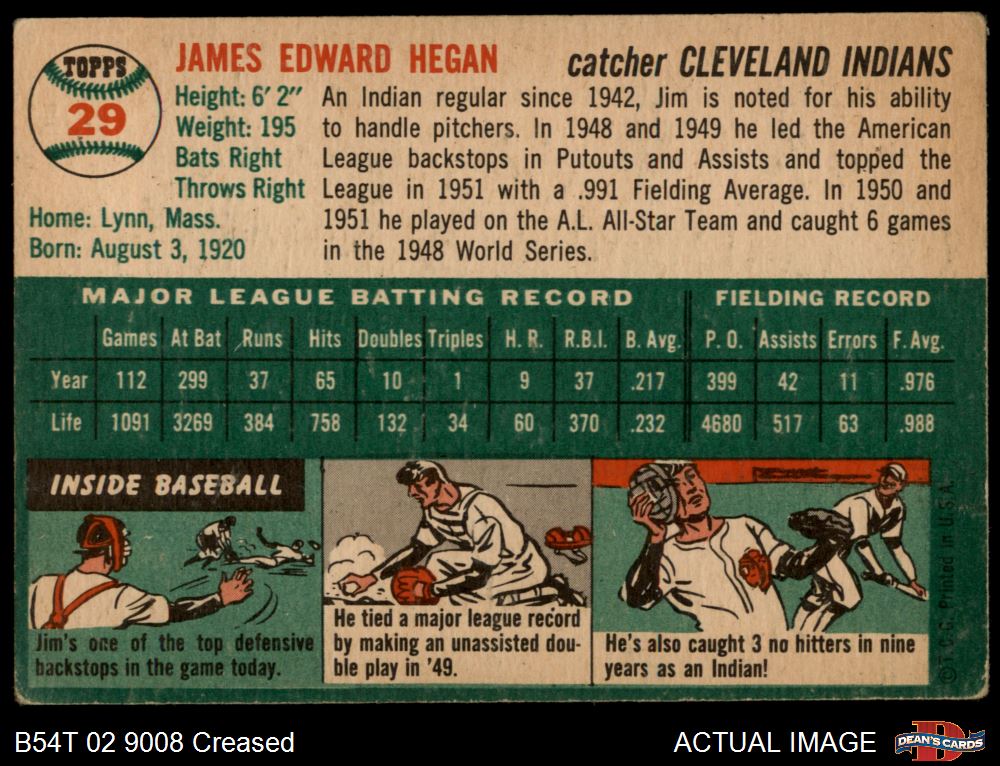 TOPPS
29
JAMES EDWARD HEGAN
catcher CLEVELAND INDIANS
Height: 6' 2"
Weight: 195
Bats Right
Throws Right
Home: Lynn, Mass.
Born: August 3, 1920
An Indian regular since 1942, Jim is noted for his ability
to handle pitchers. In 1948 and 1949 he led the American
League backstops in Putouts and Assists and topped the
League in 1951 with a .991 Fielding Average. In 1950 and
1951 he played on the A.L. All-Star Team and caught 6 games
in the 1948 World Series.
MAJOR LEAGUE BATTING RECORD FIELDING RECORD
Games At Bat Runs Hits Doubles Triples H. R. R.B.I. B. Avg. P. O. Assists Errors F. Avg.
Year 112 299 37 65 10 1 9 37 .217 399 42 11 .976
Life 1091 3269 384 758 132 34 60 370 .232 4680 517 63 .988
INSIDE BASEBALL
Jim's one of the top defensive
backstops in the game today.
He tied a major league record
by making an unassisted dou-
ble play in '49.
He's also caught 3 no hitters in nine
years as an Indian!
©T.C.G. Printed in U.S.A.
B54T 02 9008 Creased
ACTUAL IMAGE
DEAN'S CARDS